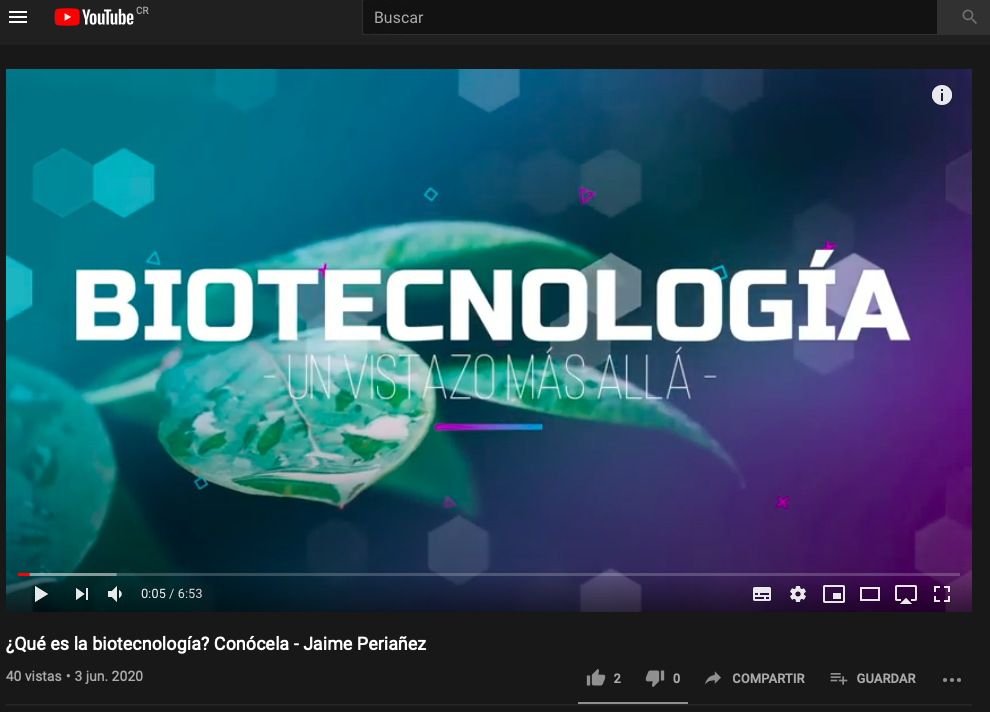 YouTube CR
Buscar
BIOTECNOLOGÍA
- UN VISTAZO MÁS ALLÁ -
0:05 / 6:53
¿Qué es la biotecnología? Conócela - Jaime Periañez
40 vistas • 3 jun. 2020
2
0
COMPARTIR
GUARDAR